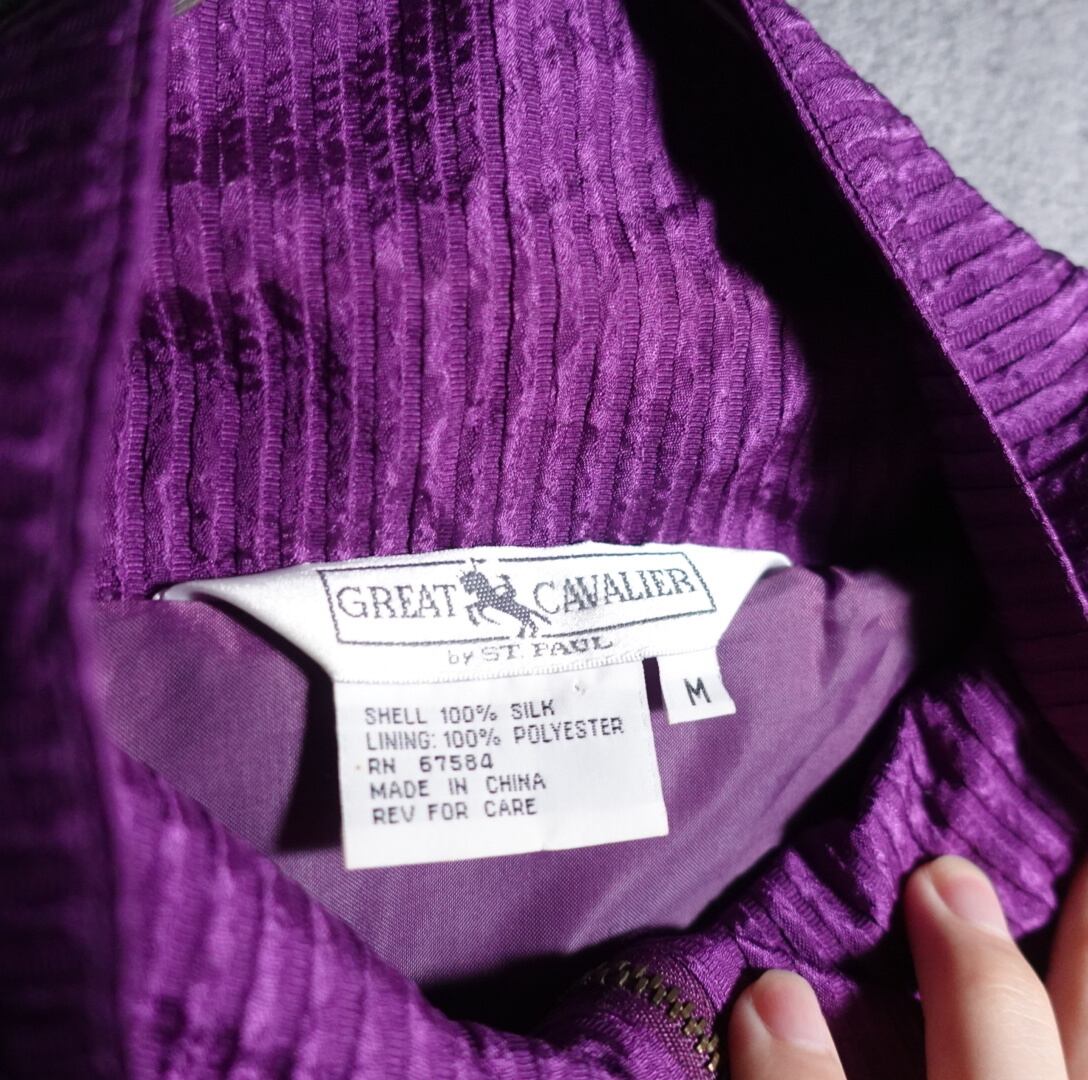 GREAT CAVALIER
by ST. PAUL
M
SHELL 100% SILK
LINING: 100% POLYESTER
RN 67584
MADE IN CHINA
REV FOR CARE